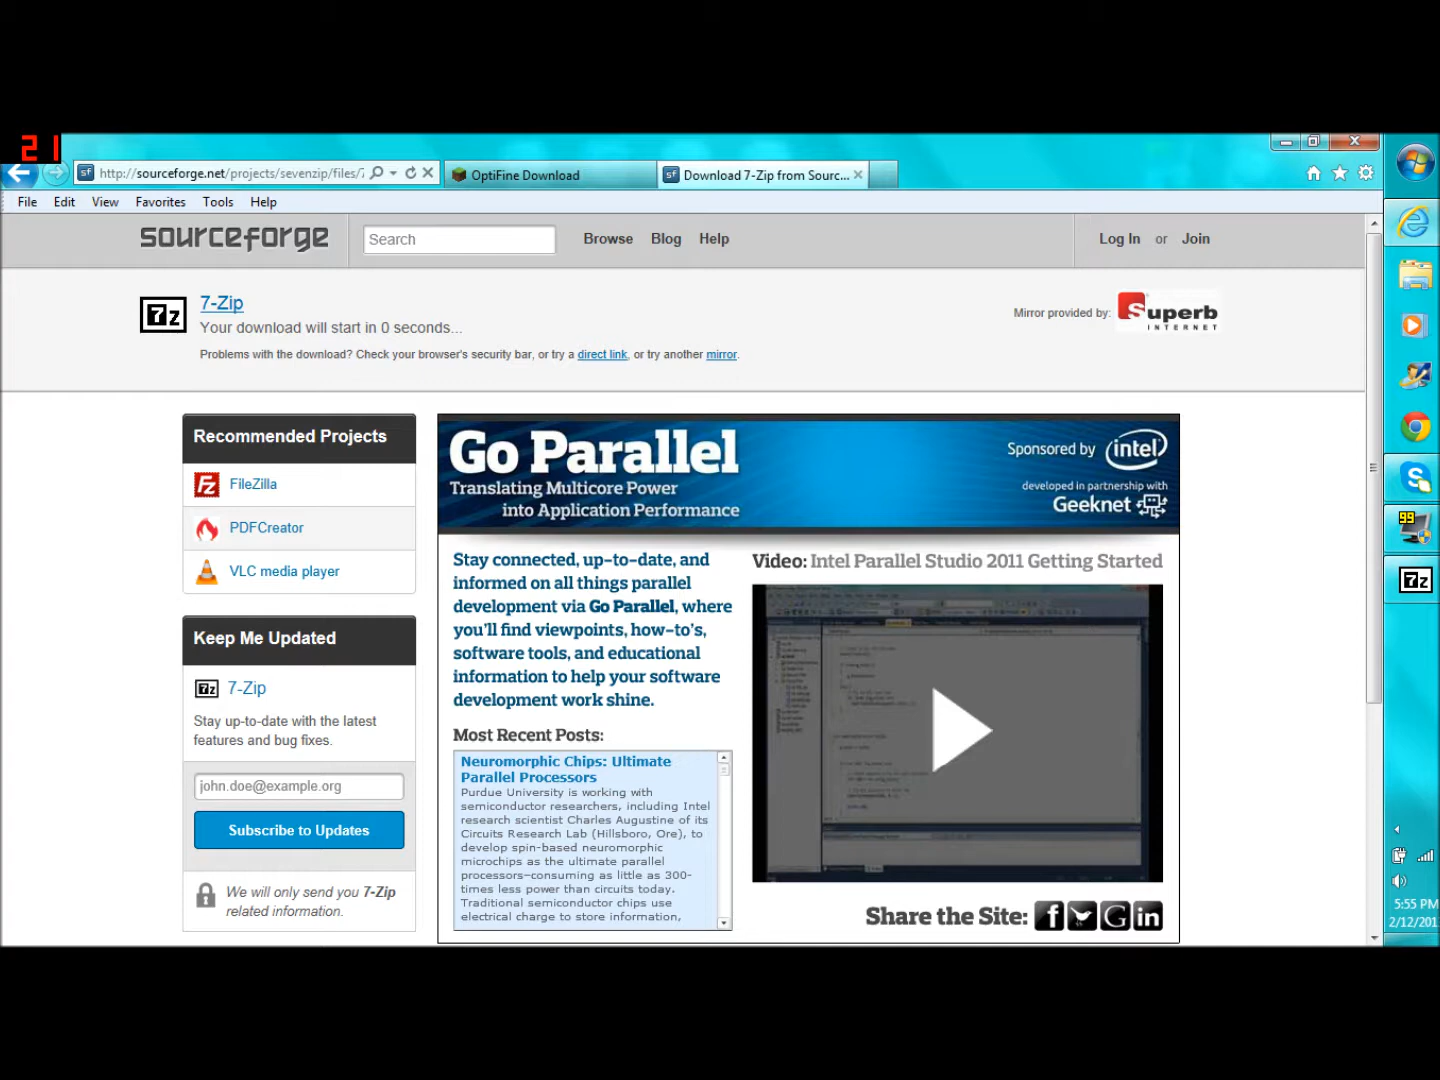 21
http://sourceforge.net/projects/sevenzip/files/7
OptiFine Download
sf Download 7-Zip from Sourc...
File Edit View Favorites Tools Help
sourceforge
Search
Browse Blog Help
Log In or Join
7z
7-Zip
Your download will start in 0 seconds...
Problems with the download? Check your browser's security bar, or try a direct link, or try another mirror.
Mirror provided by:
Superb
INTERNET
Recommended Projects
Fz FileZilla
PDFCreator
VLC media player
Keep Me Updated
7z 7-Zip
Stay up-to-date with the latest
features and bug fixes.
john.doe@example.org
Subscribe to Updates
We will only send you 7-Zip
related information.
Go Parallel
Translating Multicore Power
into Application Performance
Sponsored by intel
developed in partnership with
Geeknet
Stay connected, up-to-date, and
informed on all things parallel
development via Go Parallel, where
you'll find viewpoints, how-to's,
software tools, and educational
information to help your software
development work shine.
Most Recent Posts:
Neuromorphic Chips: Ultimate
Parallel Processors
Purdue University is working with
semiconductor researchers, including Intel
research scientist Charles Augustine of its
Circuits Research Lab (Hillsboro, Ore), to
develop spin-based neuromorphic
microchips as the ultimate parallel
processors–consuming as little as 300-
times less power than circuits today.
Traditional semiconductor chips use
electrical charge to store information,
Video: Intel Parallel Studio 2011 Getting Started
Share the Site:
99
7z
5:55 PM
2/12/201